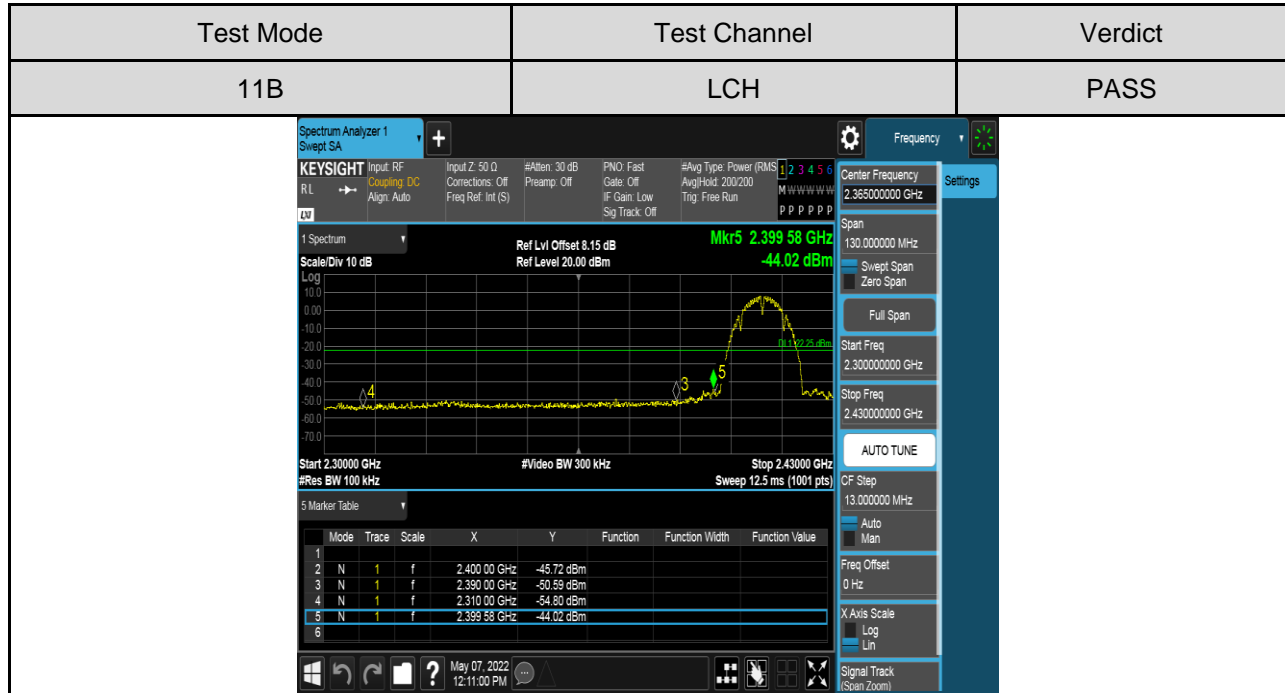 Test Mode Test Channel Verdict
11B LCH PASS
Spectrum Analyzer 1
Swept SA
+
Frequency
KEYSIGHT
RL
LXI
Input: RF
Coupling: DC
Align: Auto
Input Z: 50 Ω
Corrections: Off
Freq Ref: Int (S)
#Atten: 30 dB
Preamp: Off
PNO: Fast
Gate: Off
IF Gain: Low
Sig Track: Off
#Avg Type: Power (RMS
Avg|Hold: 200/200
Trig: Free Run
1 2 3 4 5 6
M W W W W W
P P P P P P
1 Spectrum
Scale/Div 10 dB
Ref Lvl Offset 8.15 dB
Ref Level 20.00 dBm
Mkr5 2.399 58 GHz
-44.02 dBm
Log
10.0
0.00
-10.0
-20.0
-30.0
-40.0
-50.0
-60.0
-70.0
DL1 -22.25 dBm
4
3
5
Start 2.30000 GHz
#Video BW 300 kHz
Stop 2.43000 GHz
#Res BW 100 kHz
Sweep 12.5 ms (1001 pts)
5 Marker Table
Mode Trace Scale X Y Function Function Width Function Value
1
2 N 1 f 2.400 00 GHz -45.72 dBm
3 N 1 f 2.390 00 GHz -50.59 dBm
4 N 1 f 2.310 00 GHz -54.80 dBm
5 N 1 f 2.399 58 GHz -44.02 dBm
6
?
May 07, 2022
12:11:00 PM
Center Frequency
2.365000000 GHz
Settings
Span
130.000000 MHz
Swept Span
Zero Span
Full Span
Start Freq
2.300000000 GHz
Stop Freq
2.430000000 GHz
AUTO TUNE
CF Step
13.000000 MHz
Auto
Man
Freq Offset
0 Hz
X Axis Scale
Log
Lin
Signal Track
(Span Zoom)